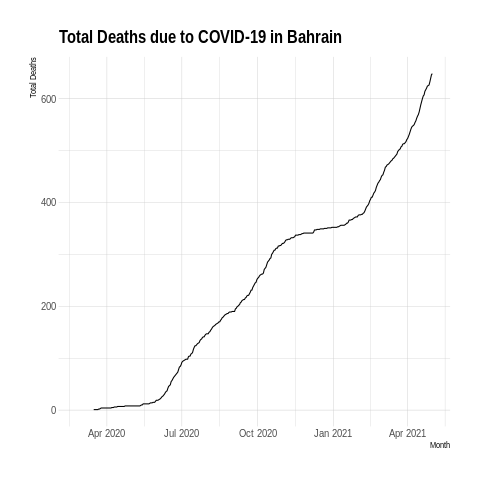 Total Deaths due to COVID-19 in Bahrain
Total Deaths
600
400
200
0
Apr 2020 Jul 2020 Oct 2020 Jan 2021 Apr 2021
Month